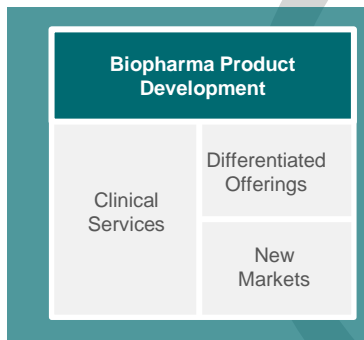 Biopharma Product
Development
Clinical
Services
Differentiated
Offerings
New
Markets